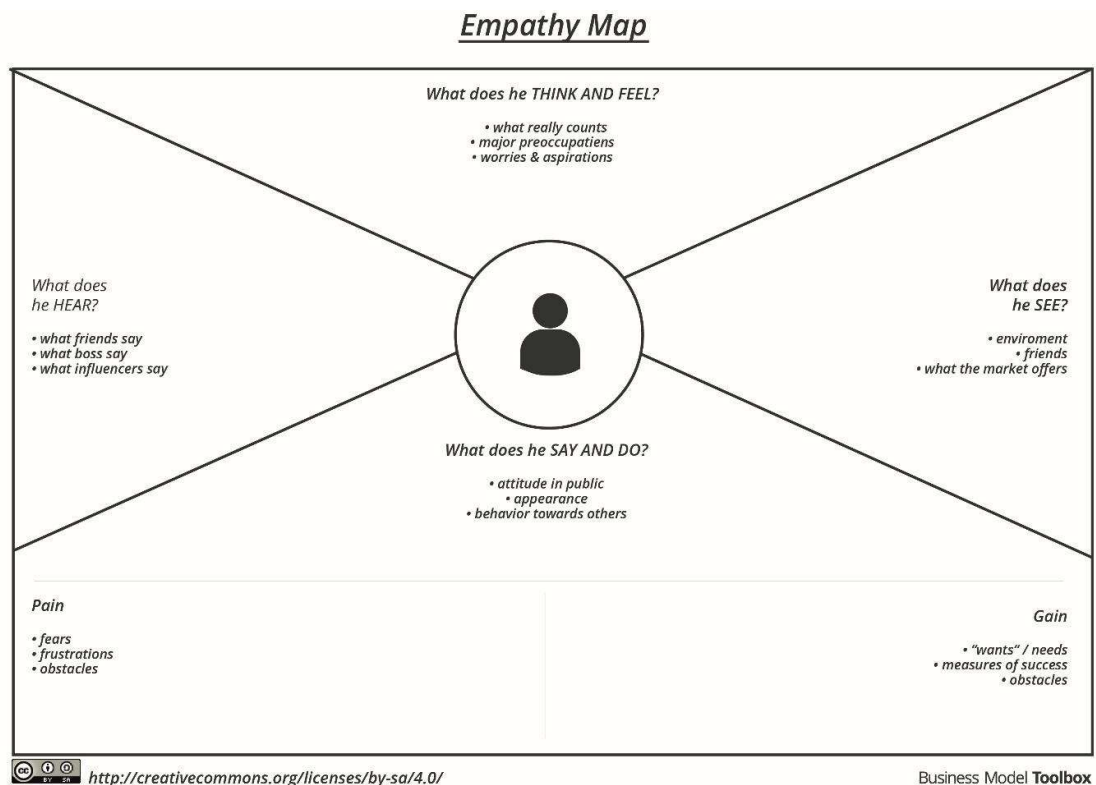 Empathy Map
What does he THINK AND FEEL?
• what really counts
• major preoccupatiens
• worries & aspirations
What does
he HEAR?
• what friends say
• what boss say
• what influencers say
What does
he SEE?
• enviroment
• friends
• what the market offers
What does he SAY AND DO?
• attitude in public
• appearance
• behavior towards others
Pain
• fears
• frustrations
• obstacles
Gain
• "wants" / needs
• measures of success
• obstacles
cc BY SA
http://creativecommons.org/licenses/by-sa/4.0/
Business Model Toolbox